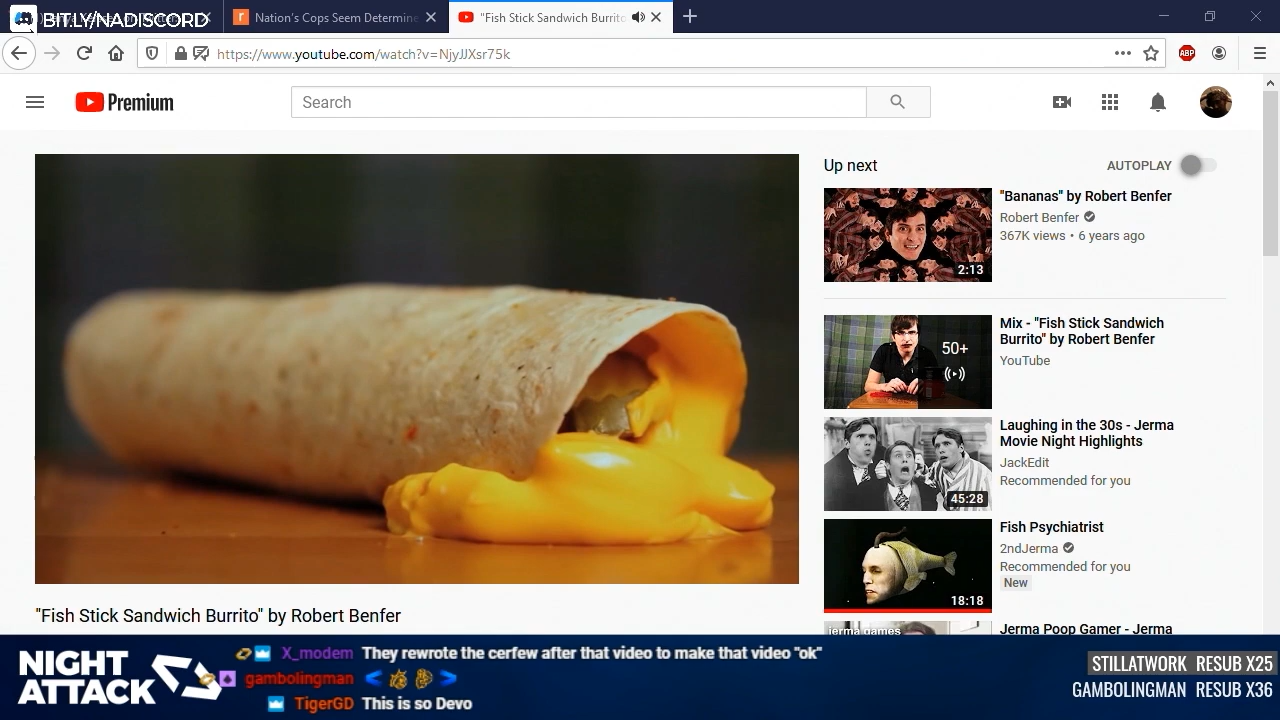 BIT.LY/NADISCORD
Nation's Cops Seem Determine
"Fish Stick Sandwich Burrito
https://www.youtube.com/watch?v=NjyJJXsr75k
ABP
Premium
Search
Up next
AUTOPLAY
"Bananas" by Robert Benfer
Robert Benfer
367K views • 6 years ago
2:13
Mix - "Fish Stick Sandwich
Burrito" by Robert Benfer
YouTube
50+
Laughing in the 30s - Jerma
Movie Night Highlights
JackEdit
Recommended for you
45:28
Fish Psychiatrist
2ndJerma
Recommended for you
New
18:18
jerma games
Jerma Poop Gamer - Jerma
"Fish Stick Sandwich Burrito" by Robert Benfer
NIGHT
ATTACK
X_modem They rewrote the cerfew after that video to make that video "ok"
gambolingman
TigerGD This is so Devo
STILLATWORK RESUB X25
GAMBOLINGMAN RESUB X36